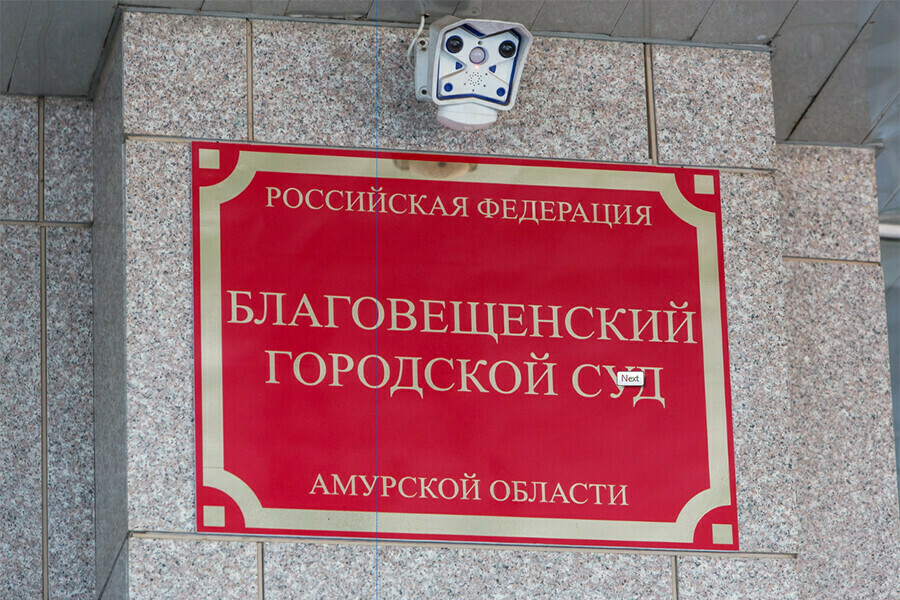 РОССИЙСКАЯ ФЕДЕРАЦИЯ
БЛАГОВЕЩЕНСКИЙ
ГОРОДСКОЙ СУД
Next
АМУРСКОЙ ОБЛАСТИ